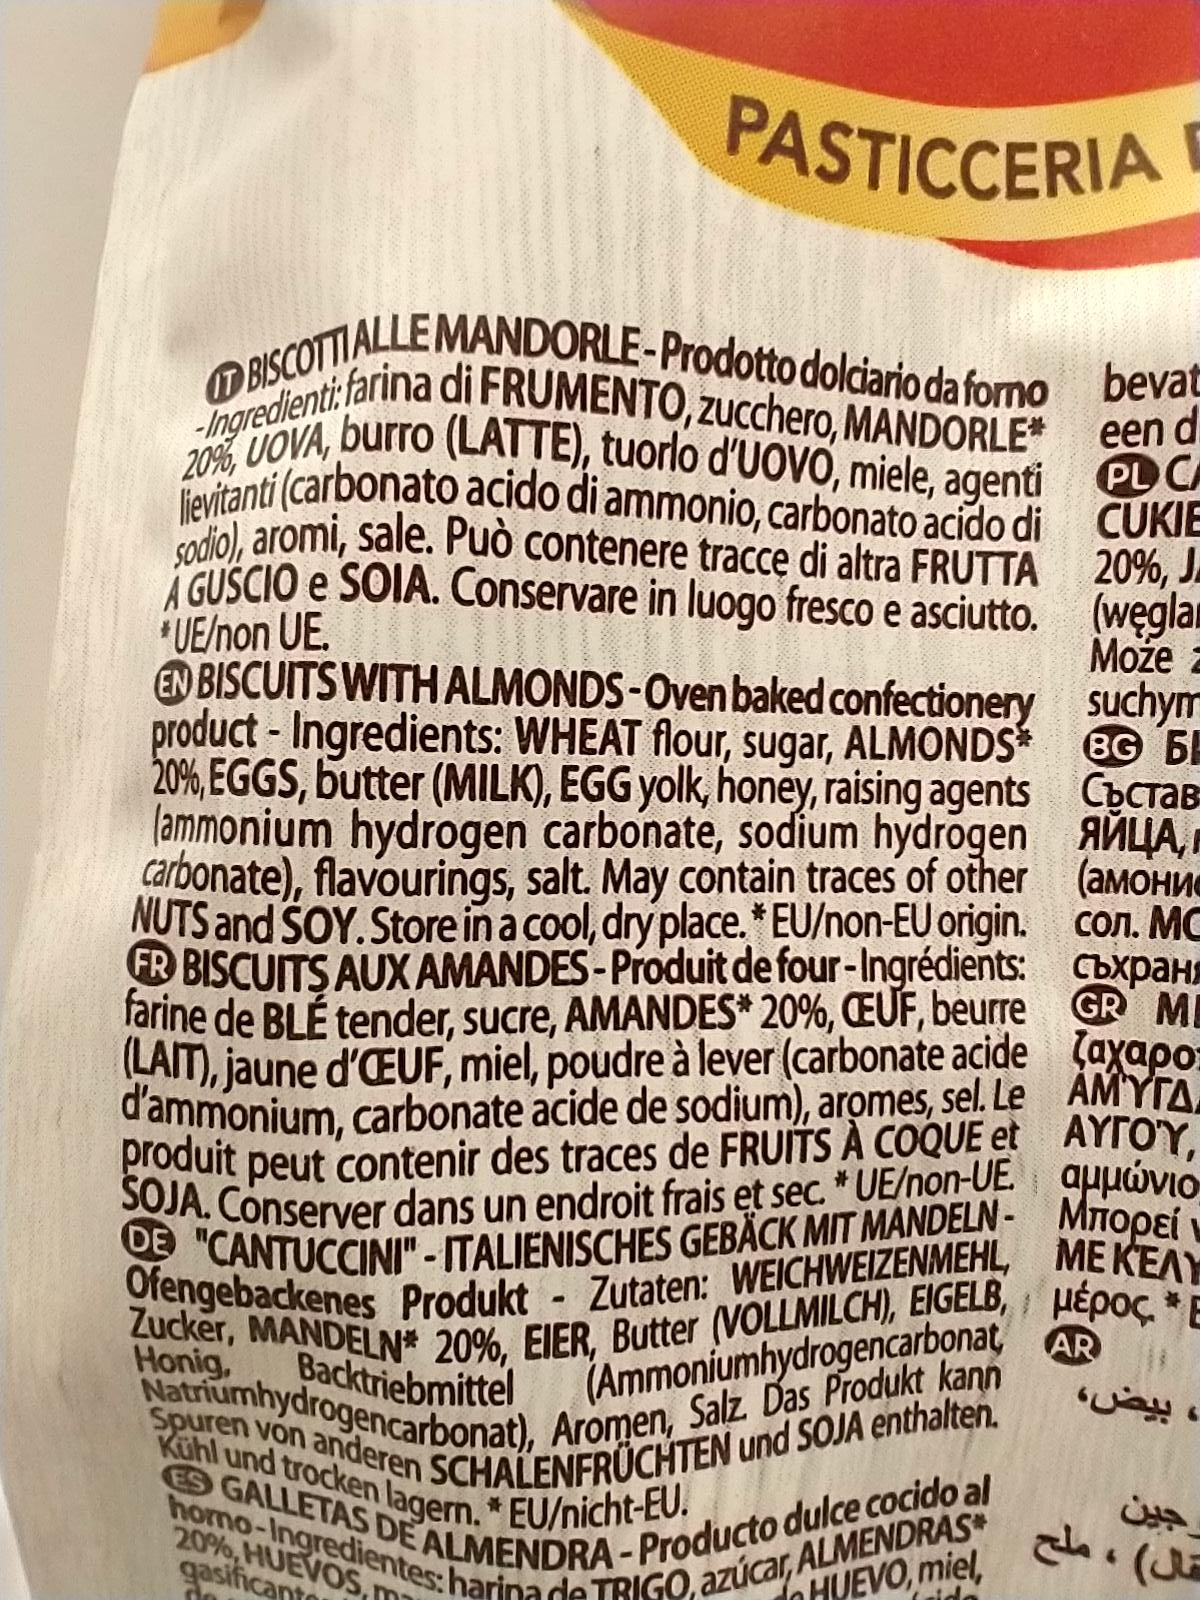 PASTICCERIA
IT BISCOTTI ALLE MANDORLE - Prodotto dolciario da forno
- Ingredienti: farina di FRUMENTO, zucchero, MANDORLE*
20%, UOVA, burro (LATTE), tuorlo d'UOVO, miele, agenti
lievitanti (carbonato acido di ammonio, carbonato acido di
sodio), aromi, sale. Può contenere tracce di altra FRUTTA
A GUSCIO e SOIA. Conservare in luogo fresco e asciutto.
*UE/non UE.
EN BISCUITS WITH ALMONDS - Oven baked confectionery
product - Ingredients: WHEAT flour, sugar, ALMONDS*
20%, EGGS, butter (MILK), EGG yolk, honey, raising agents
(ammonium hydrogen carbonate, sodium hydrogen
carbonate), flavourings, salt. May contain traces of other
NUTS and SOY. Store in a cool, dry place. * EU/non-EU origin.
FR BISCUITS AUX AMANDES - Produit de four - Ingrédients:
farine de BLÉ tender, sucre, AMANDES* 20%, ŒUF, beurre
(LAIT), jaune d'ŒUF, miel, poudre à lever (carbonate acide
d'ammonium, carbonate acide de sodium), aromes, sel. Le
produit peut contenir des traces de FRUITS À COQUE et
SOJA. Conserver dans un endroit frais et sec. * UE/non-UE.
DE "CANTUCCINI" - ITALIENISCHES GEBÄCK MIT MANDELN -
Ofengebackenes Produkt - Zutaten: WEICHWEIZENMEHL,
Zucker, MANDELN* 20%, EIER, Butter (VOLLMILCH), EIGELB,
Honig, Backtriebmittel (Ammoniumhydrogencarbonat,
Natriumhydrogencarbonat), Aromen, Salz. Das Produkt kann
Spuren von anderen SCHALENFRÜCHTEN und SOJA enthalten.
Kühl und trocken lagern. * EU/nicht-EU.
ES GALLETAS DE ALMENDRA - Producto dulce cocido al
horno - Ingredientes: harina de TRIGO, azúcar, ALMENDRAS*
20%, HUEVOS, HUEVO, miel,
bevat
een d
PL
CUKIE
20%,
Może
suchym
BG
Състав
ЯЙЦА,
сол.
GR
ΑΥΓΟΎ,
Μπορεί
ΜΕ ΚΕΛΥ
μέρος. *
AR
بيض،
ملح